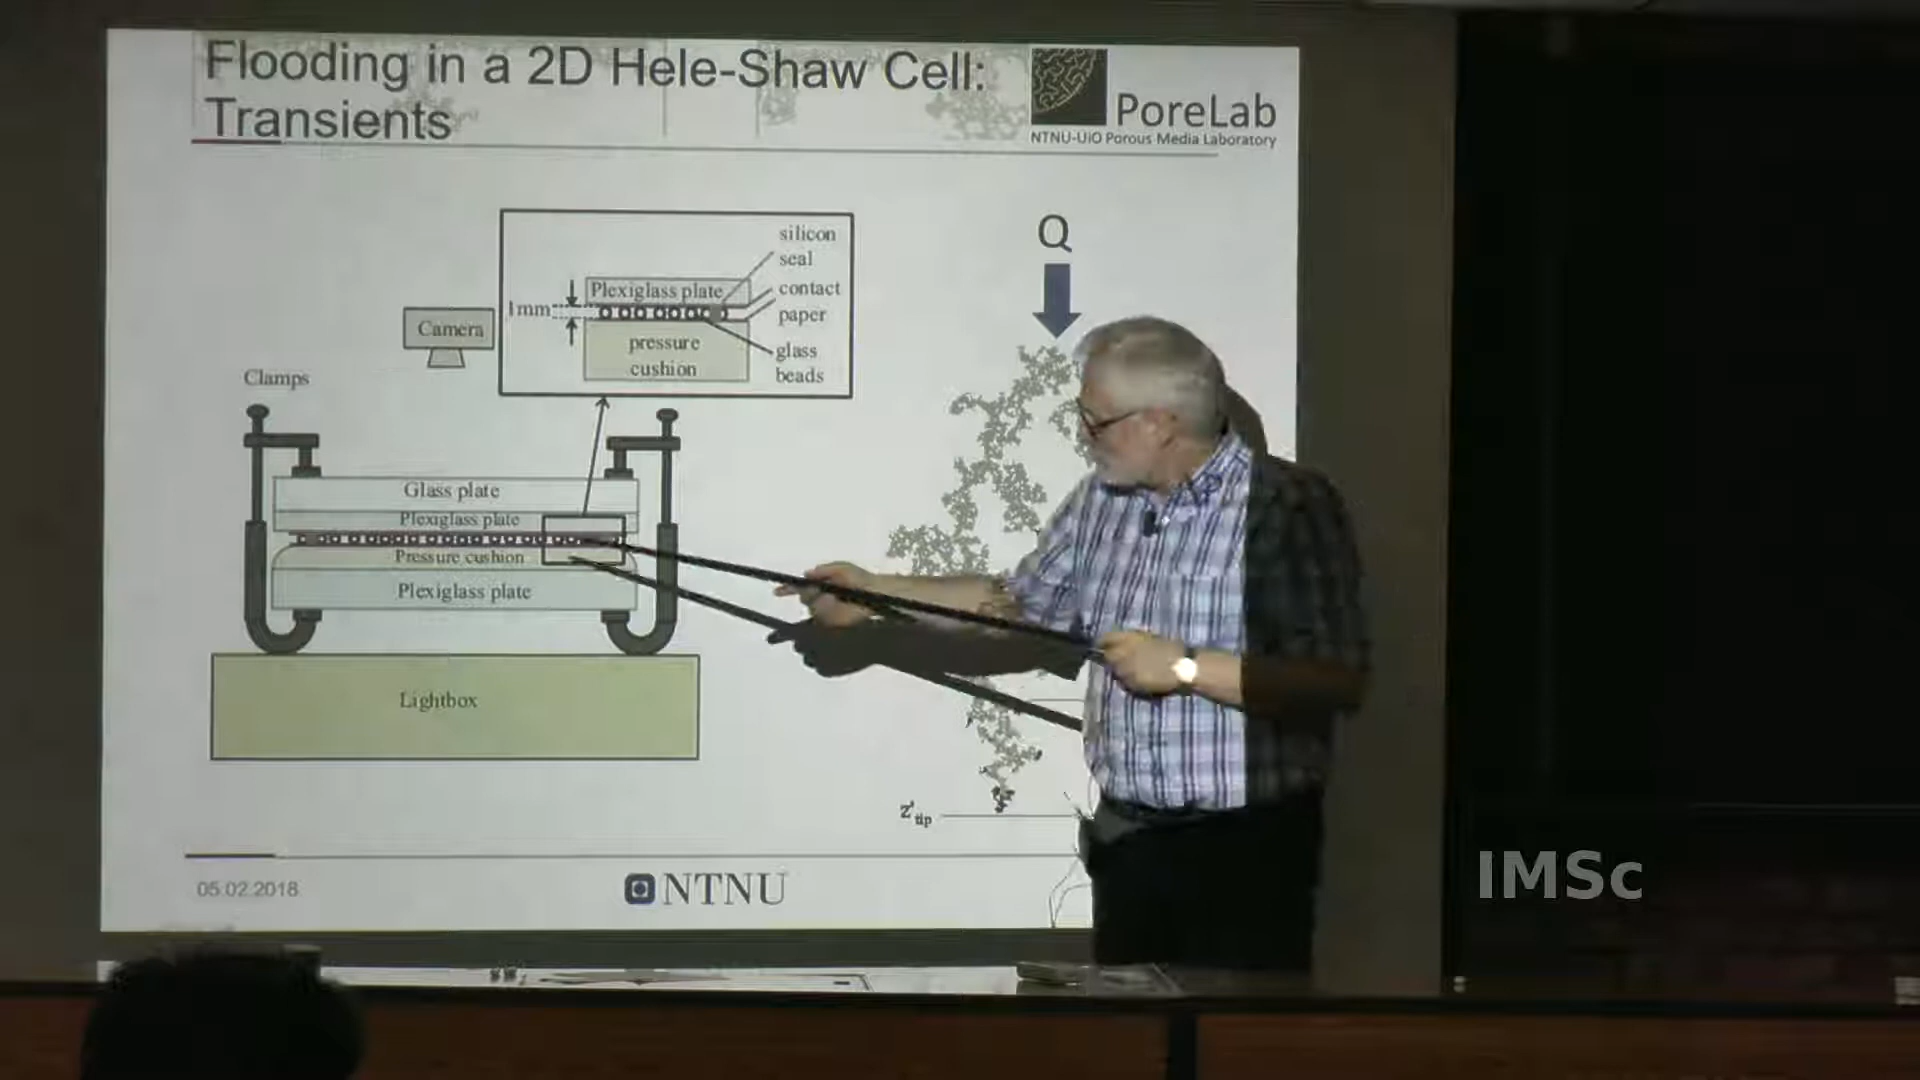 Flooding in a 2D Hele-Shaw Cell:
Transients
PoreLab
NTNU-UiO Porous Media Laboratory
silicon
seal
Plexiglass plate
contact
1mm
paper
pressure
cushion
glass
beads
Camera
Clamps
Glass plate
Plexiglass plate
Pressure cushion
Plexiglass plate
Lightbox
Q
z'tip
05.02.2018
NTNU
IMSc